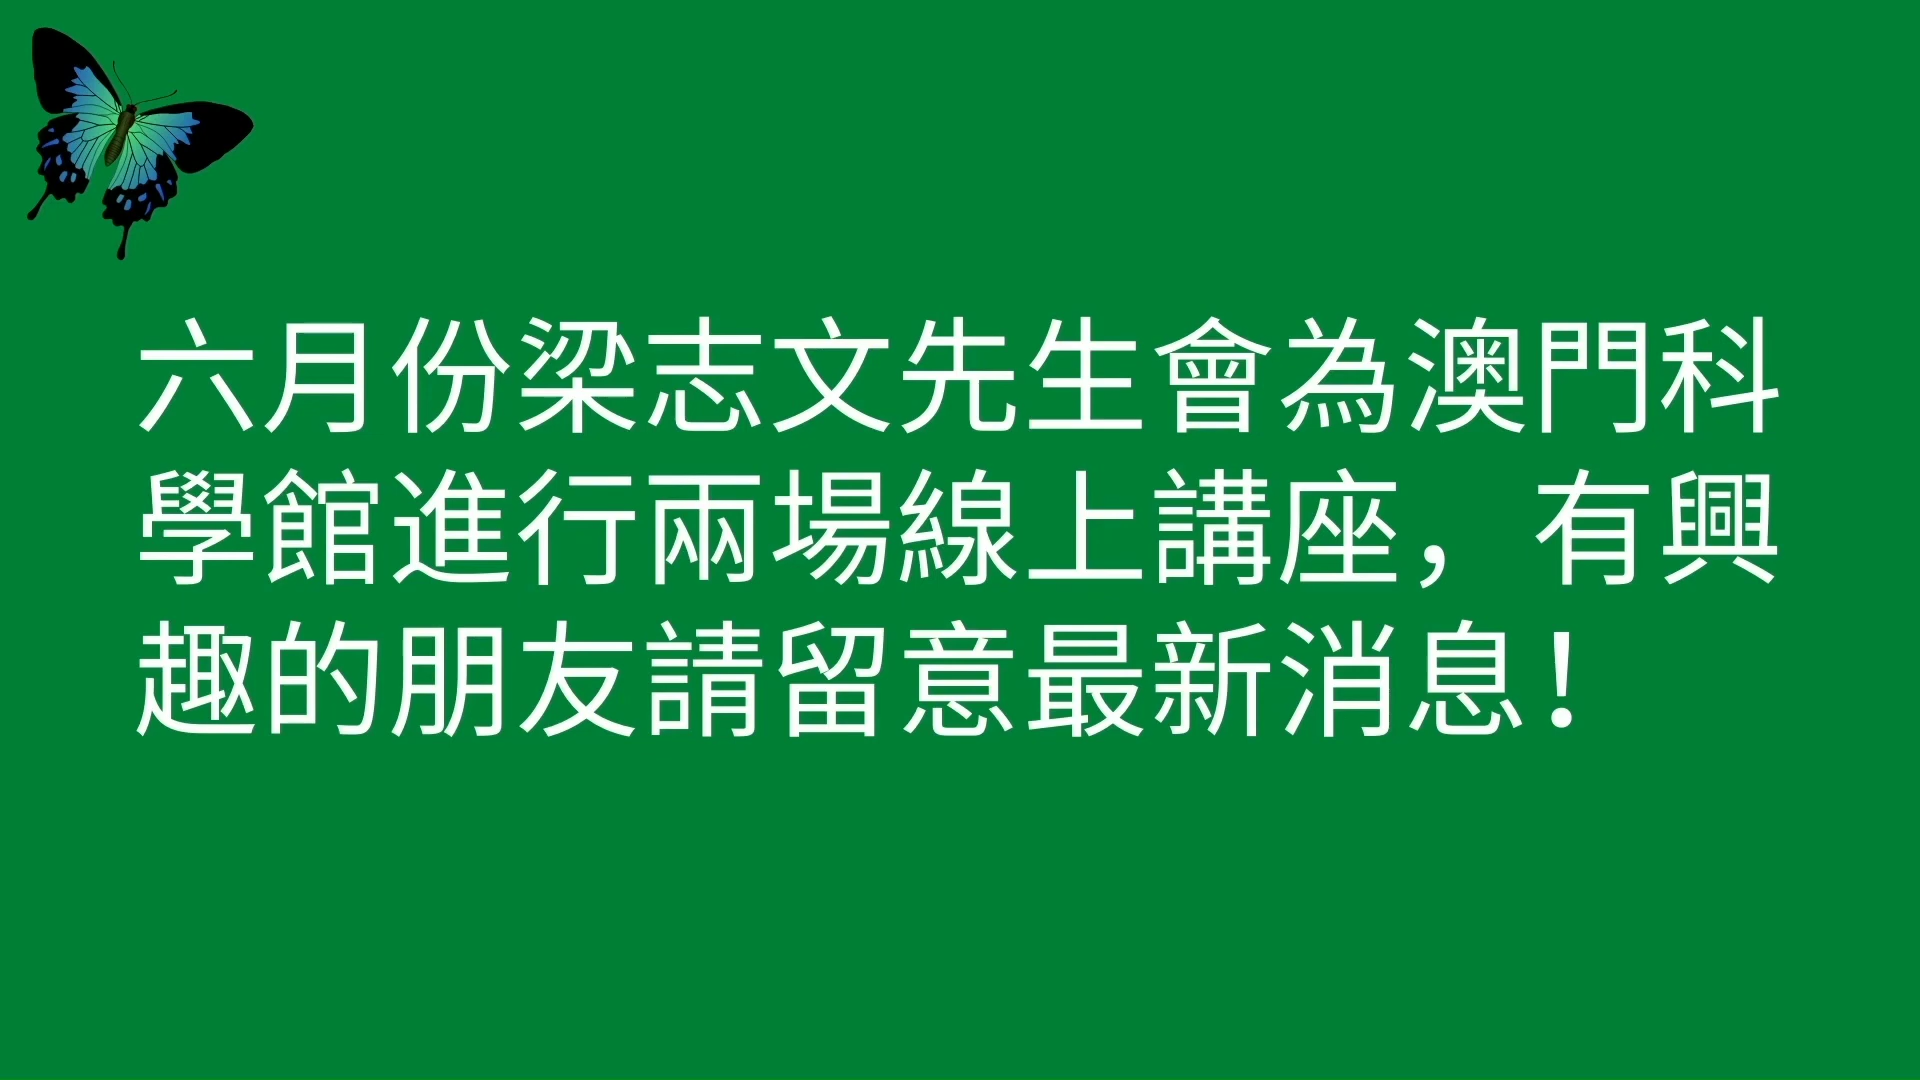 六月份梁志文先生會為澳門科
學館進行兩場線上講座，有興
趣的朋友請留意最新消息！